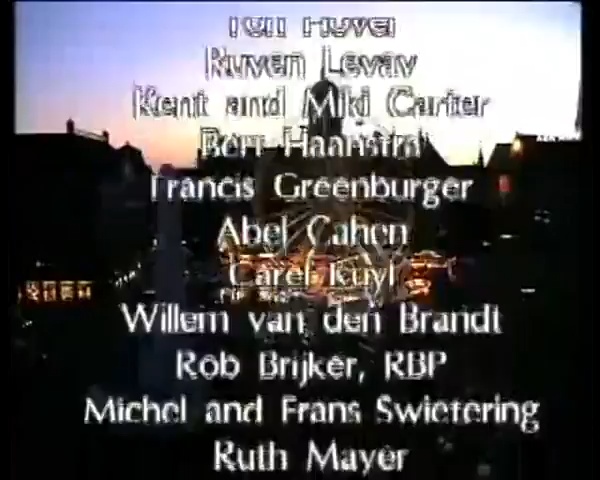 Ruven Levav
Kent and Miki Carter
Bert Haanstra
Francis Greenburger
Abel Cahen
Carel Kuyl
Willem van den Brandt
Rob Brijker, RBP
Michel and Frans Swietering
Ruth Mayer